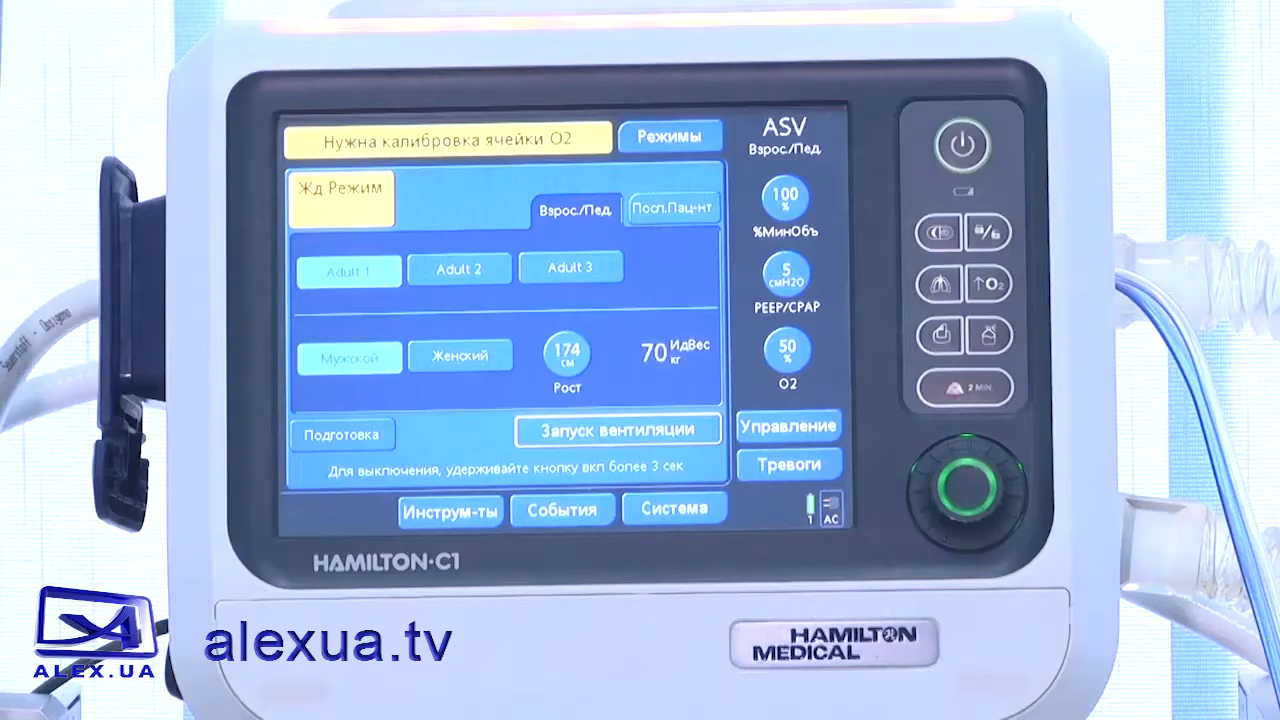 Нужна калибровка ячейки O2
Режимы
ASV
Взрос./Пед.
Жд Режим
Взрос./Пед.
Посл.Пац-нт
100
%
%МинОбъ
Adult 1
Adult 2
Adult 3
5
смH2O
PEEP/CPAP
Мужской
Женский
174
см
Рост
70
ИдВес
кг
50
%
O2
Подготовка
Запуск вентиляции
Управление
Для выключения, удерживайте кнопку вкл более 3 сек
Тревоги
Инструм-ты
События
Система
1
AC
↑O2
2 MIN
HAMILTON·C1
HAMILTON
MEDICAL
ALEX.UA
alexua.tv
Sauerstoff - Oxygene